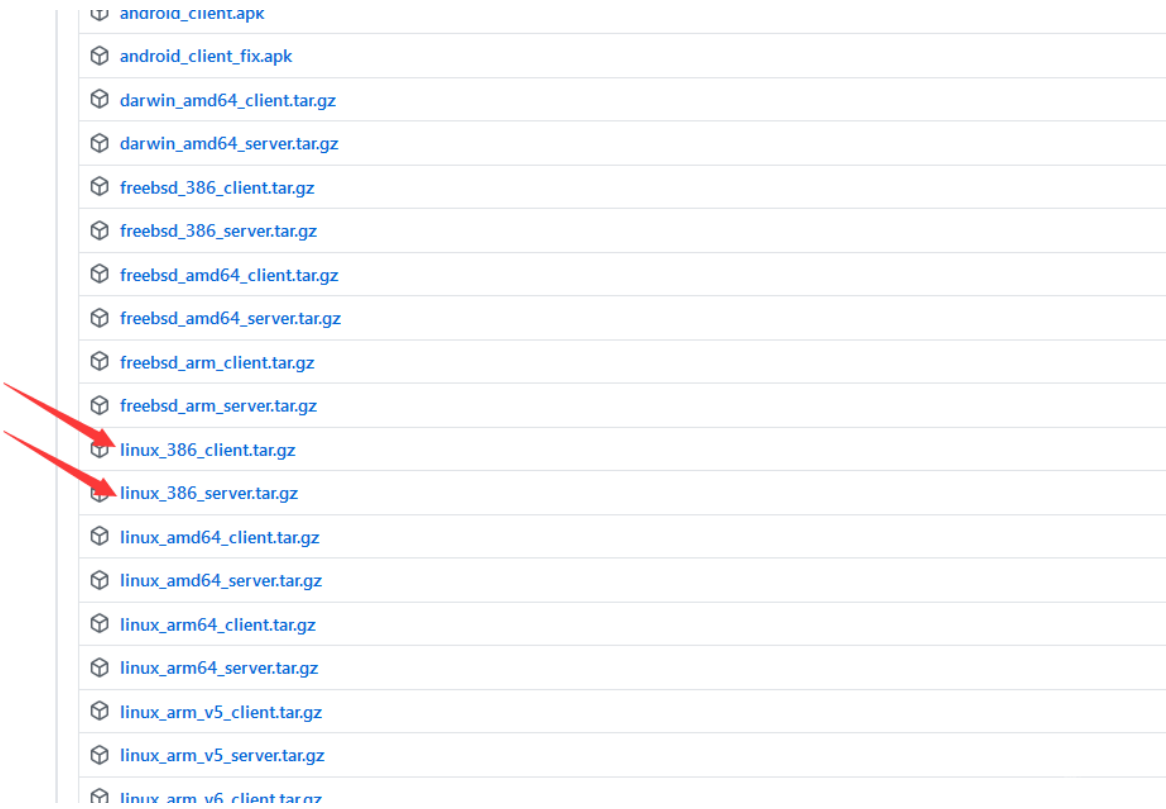 android_client.apk
android_client_fix.apk
darwin_amd64_client.tar.gz
darwin_amd64_server.tar.gz
freebsd_386_client.tar.gz
freebsd_386_server.tar.gz
freebsd_amd64_client.tar.gz
freebsd_amd64_server.tar.gz
freebsd_arm_client.tar.gz
freebsd_arm_server.tar.gz
linux_386_client.tar.gz
linux_386_server.tar.gz
linux_amd64_client.tar.gz
linux_amd64_server.tar.gz
linux_arm64_client.tar.gz
linux_arm64_server.tar.gz
linux_arm_v5_client.tar.gz
linux_arm_v5_server.tar.gz
linux_arm_v6_client.tar.gz